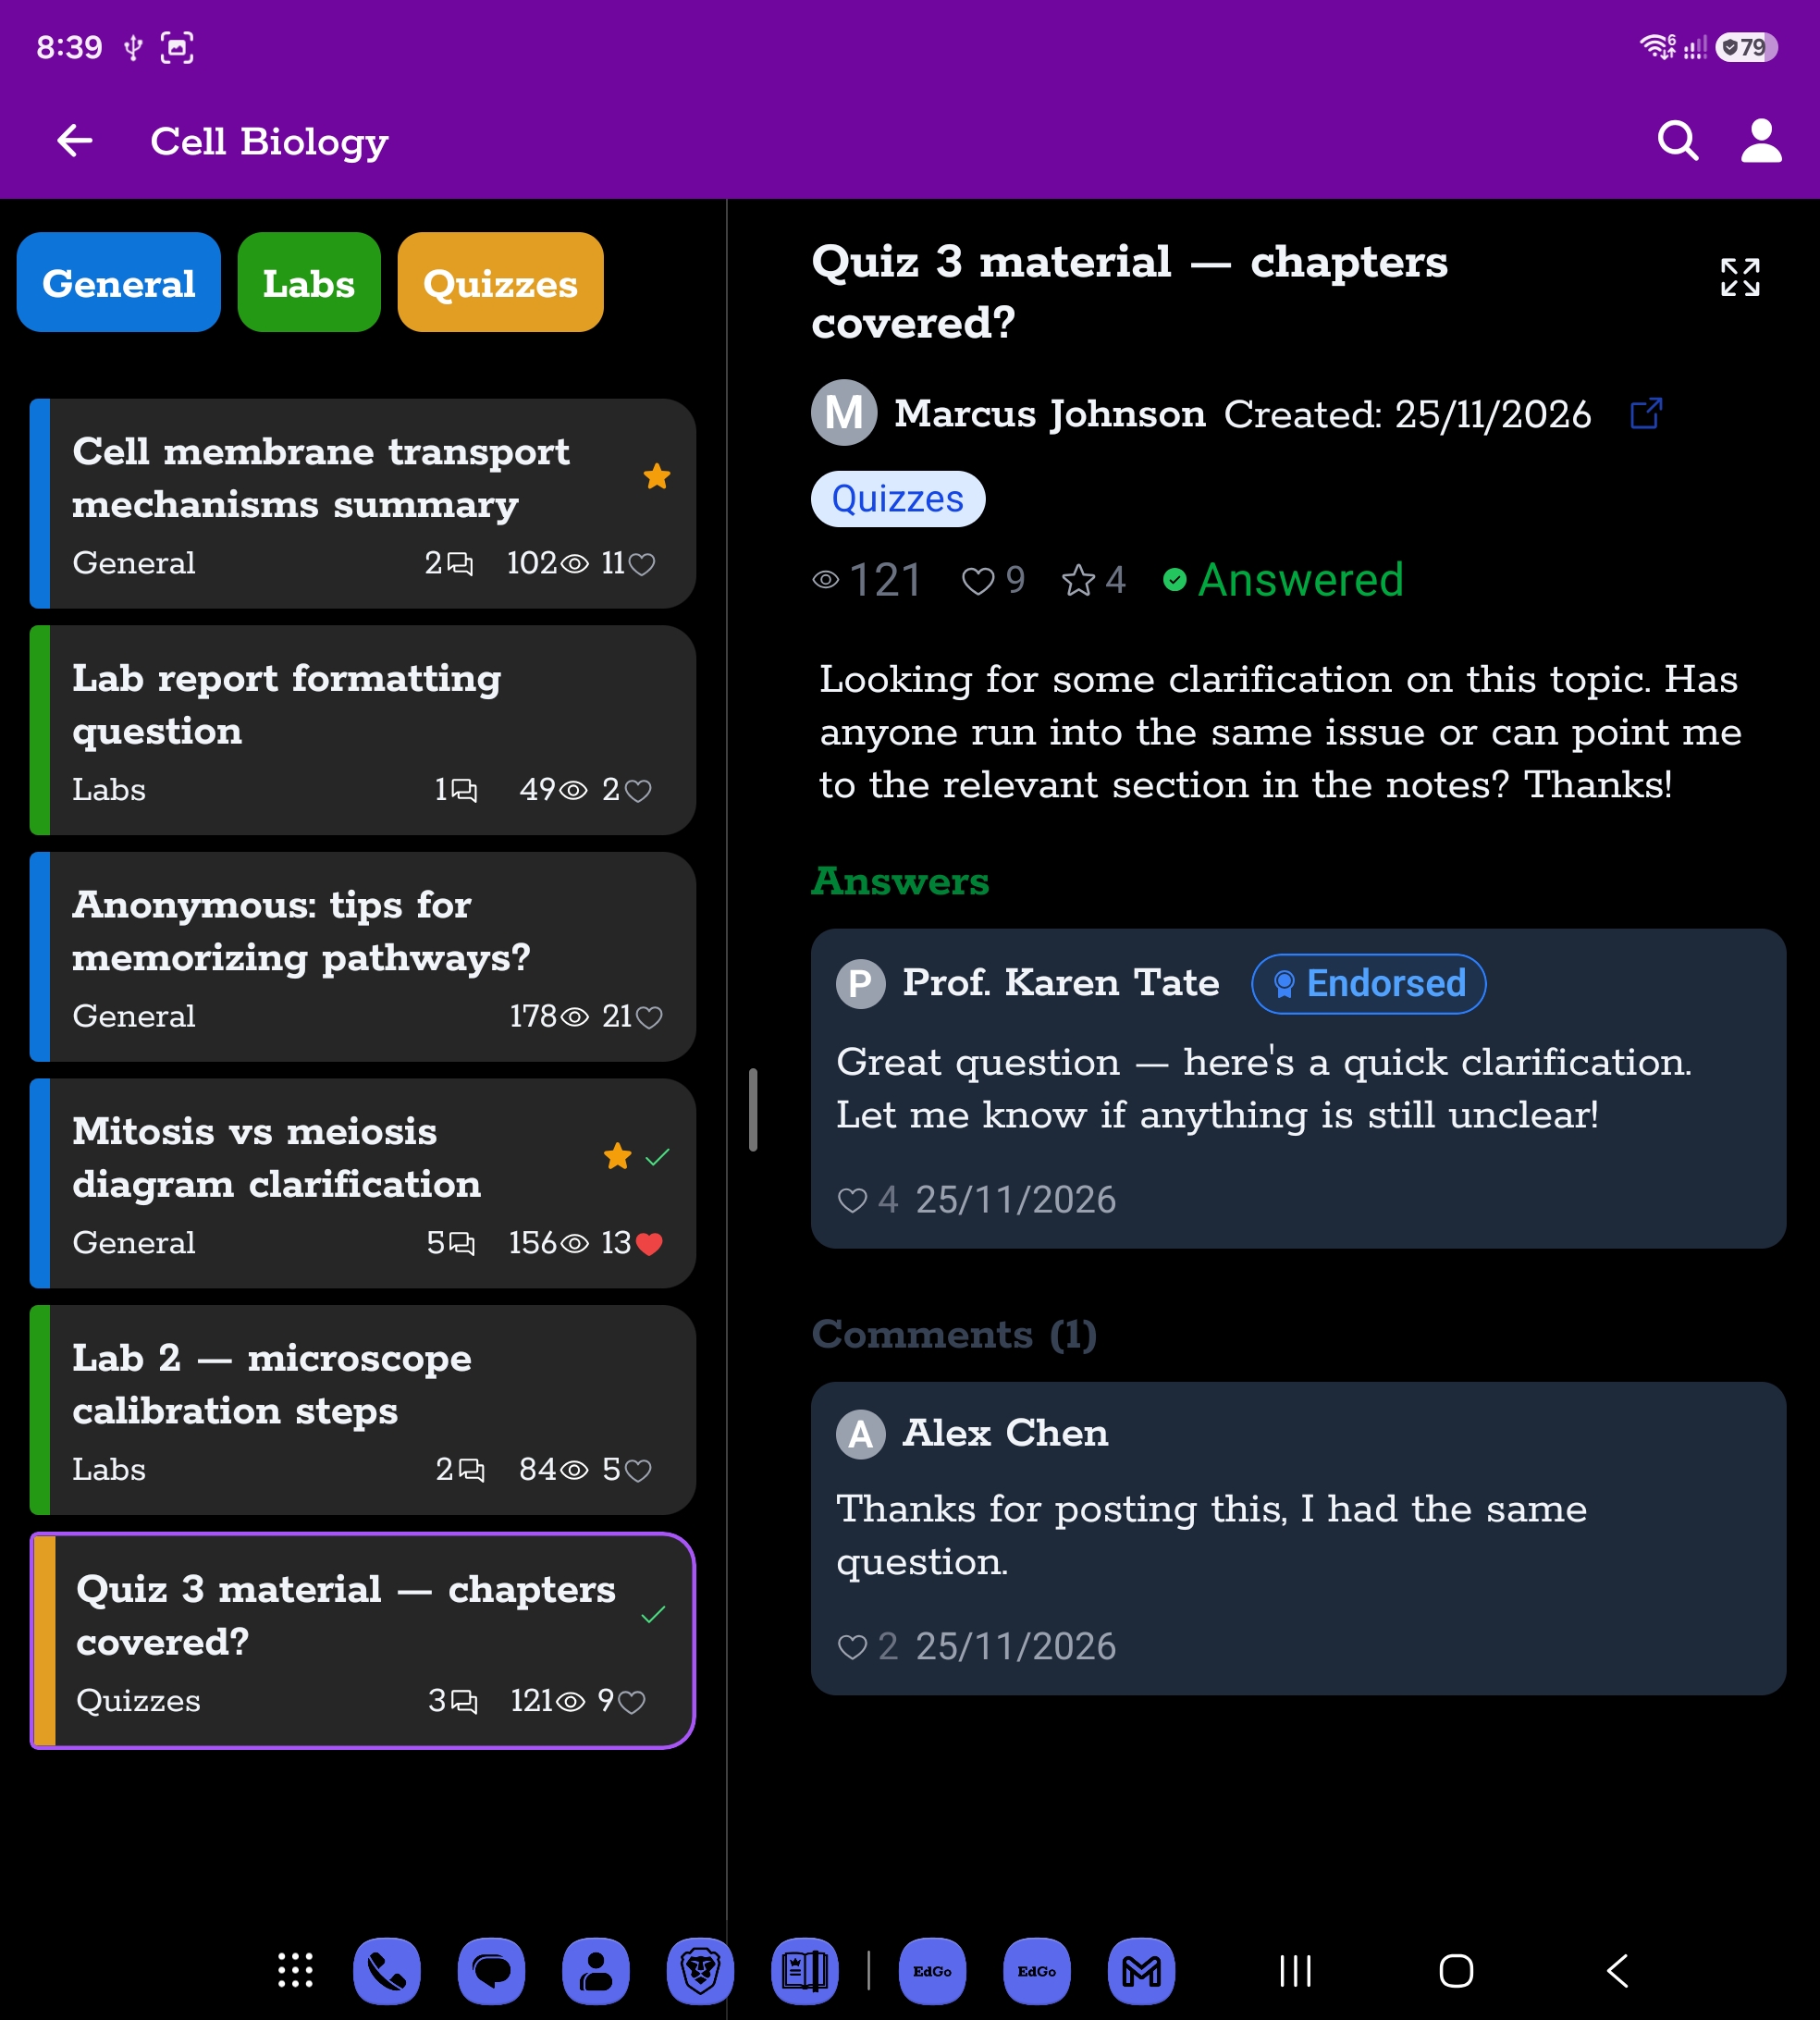 8:39
6
79
Cell Biology
General
Labs
Quizzes
Cell membrane transport
mechanisms summary
General 2 102 11
Lab report formatting
question
Labs 1 49 2
Anonymous: tips for
memorizing pathways?
General 178 21
Mitosis vs meiosis
diagram clarification
General 5 156 13
Lab 2 — microscope
calibration steps
Labs 2 84 5
Quiz 3 material — chapters
covered?
Quizzes 3 121 9
Quiz 3 material — chapters
covered?
M Marcus Johnson Created: 25/11/2026
Quizzes
121 9 4 Answered
Looking for some clarification on this topic. Has
anyone run into the same issue or can point me
to the relevant section in the notes? Thanks!
Answers
P Prof. Karen Tate Endorsed
Great question — here's a quick clarification.
Let me know if anything is still unclear!
4 25/11/2026
Comments (1)
A Alex Chen
Thanks for posting this, I had the same
question.
2 25/11/2026
EdGo
EdGo